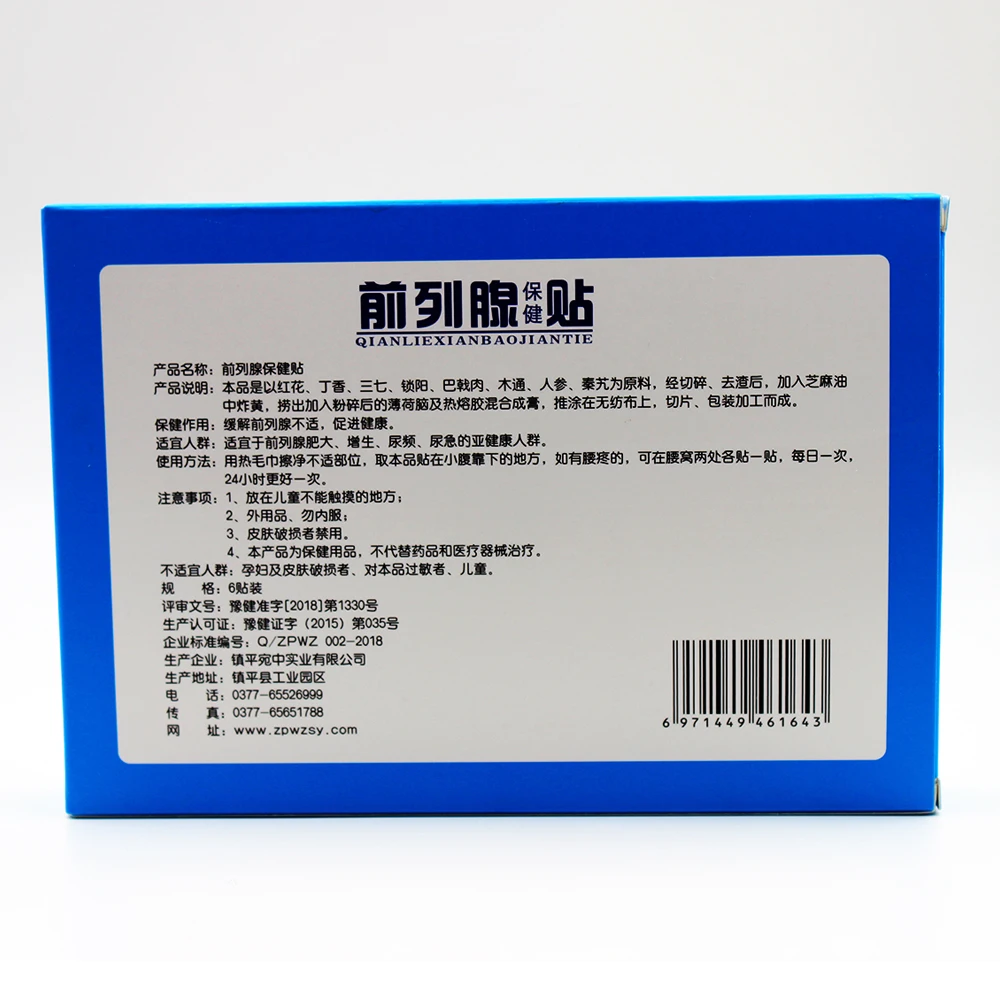 前列腺保健贴
QIANLIEXIANBAOJIANTIE
产品名称：前列腺保健贴
产品说明：本品是以红花、丁香、三七、锁阳、巴戟肉、木通、人参、秦艽为原料，经切碎、去渣后，加入芝麻油
中炸黄，捞出加入粉碎后的薄荷脑及热熔胶混合成膏，推涂在无纺布上，切片、包装加工而成。
保健作用：缓解前列腺不适，促进健康。
适宜人群：适宜于前列腺肥大、增生、尿频、尿急的亚健康人群。
使用方法：用热毛巾擦净不适部位，取本品贴在小腹靠下的地方，如有腰疼的，可在腰窝两处各贴一贴，每日一次，
24小时更好一次。
注意事项：1、放在儿童不能触摸的地方；
2、外用品、勿内服；
3、皮肤破损者禁用。
4、本产品为保健用品，不代替药品和医疗器械治疗。
不适宜人群：孕妇及皮肤破损者、对本品过敏者、儿童。
规 格：6贴装
评审文号：豫健准字[2018]第1330号
生产认可证：豫健证字（2015）第035号
企业标准编号：Q/ZPWZ 002-2018
生产企业：镇平宛中实业有限公司
生产地址：镇平县工业园区
电 话：0377-65526999
传 真：0377-65651788
网 址：www.zpwzsy.com
6 971449 461643